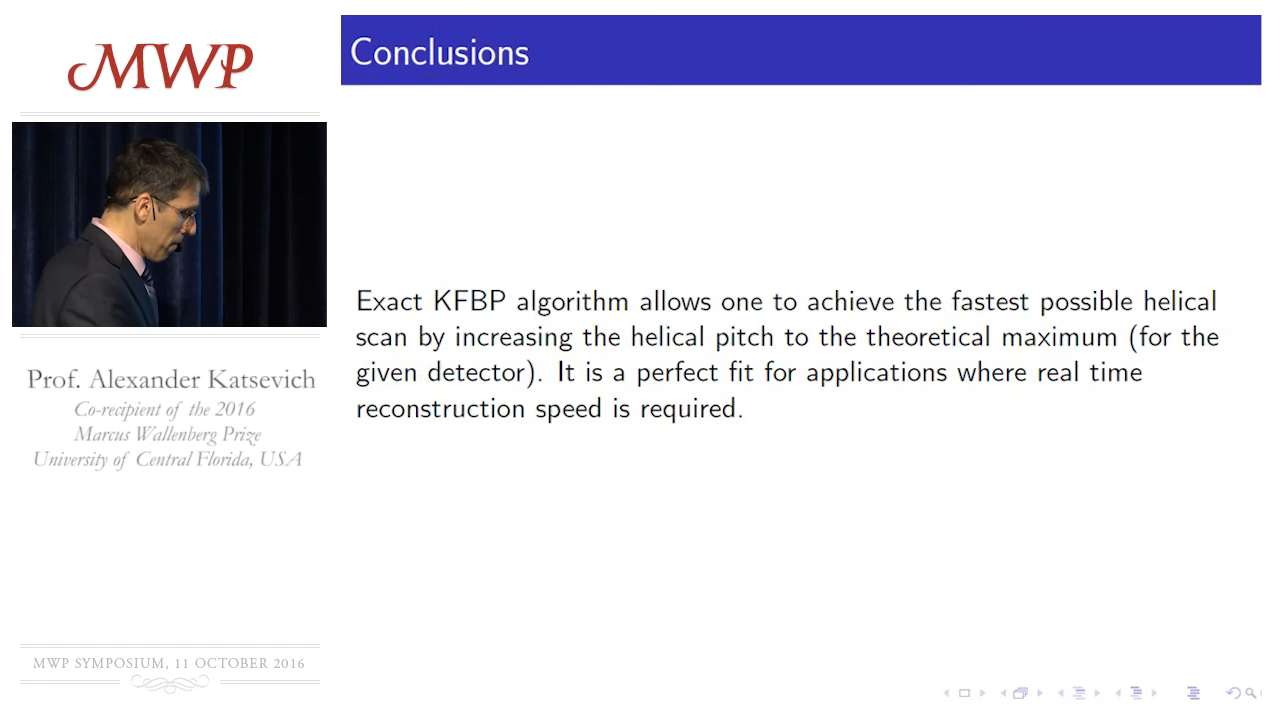 MWP
Conclusions
Exact KFBP algorithm allows one to achieve the fastest possible helical
scan by increasing the helical pitch to the theoretical maximum (for the
given detector). It is a perfect fit for applications where real time
reconstruction speed is required.
Prof. Alexander Katsevich
Co-recipient of the 2016
Marcus Wallenberg Prize
University of Central Florida, USA
MWP SYMPOSIUM, 11 OCTOBER 2016